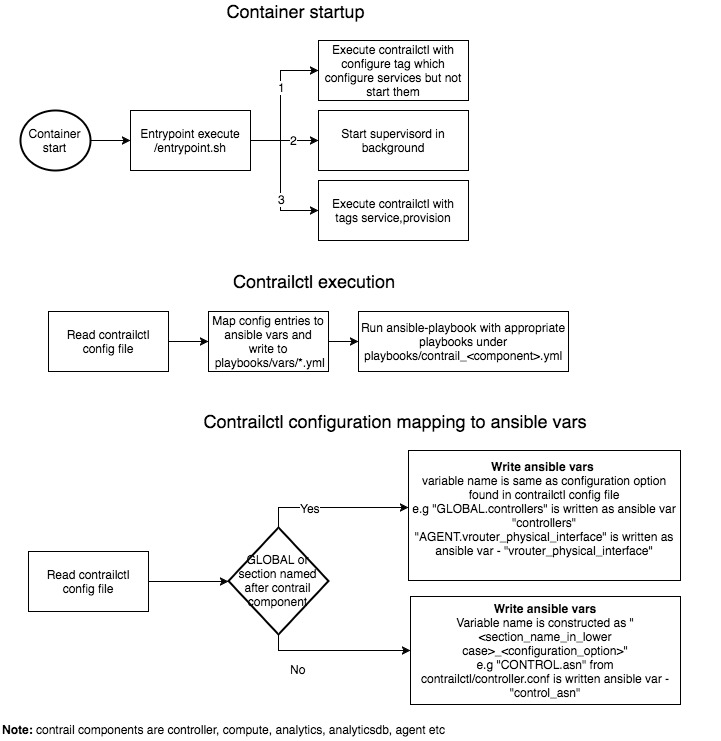 Container startup
Execute contrailctl with
configure tag which
configure services but not
start them
1
Container
start
Entrypoint execute
/entrypoint.sh
2
Start supervisord in
background
3
Execute contrailctl with
tags service,provision
Contrailctl execution
Read contrailctl
config file
Map config entries to
ansible vars and
write to
playbooks/vars/*.yml
Run ansible-playbook with appropriate
playbooks under
playbooks/contrail_<component>.yml
Contrailctl configuration mapping to ansible vars
Write ansible vars
variable name is same as configuration option
found in contrailctl config file
e.g "GLOBAL.controllers" is written as ansible var
"controllers"
"AGENT.vrouter_physical_interface" is written as
ansible var - "vrouter_physical_interface"
Yes
Read contrailctl
config file
GLOBAL or
section named
after contrail
component
Write ansible vars
Variable name is constructed as "
<section_name_in_lower
case>_<configuration_option>"
e.g "CONTROL.asn" from
contrailctl/controller.conf is written ansible var -
"control_asn"
No
Note: contrail components are controller, compute, analytics, analyticsdb, agent etc